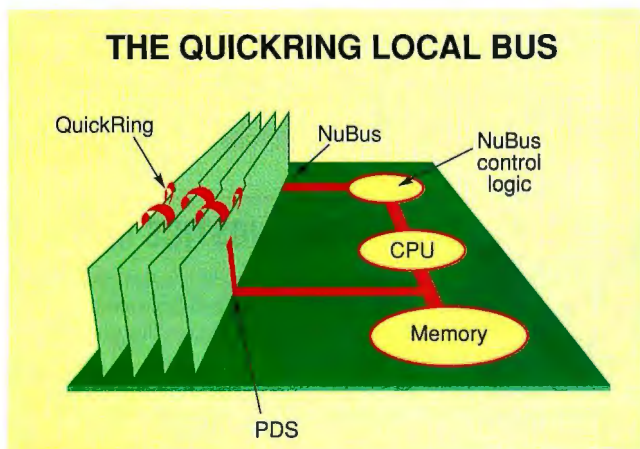 THE QUICKRING LOCAL BUS
QuickRing
NuBus
NuBus
control
logic
CPU
Memory
PDS